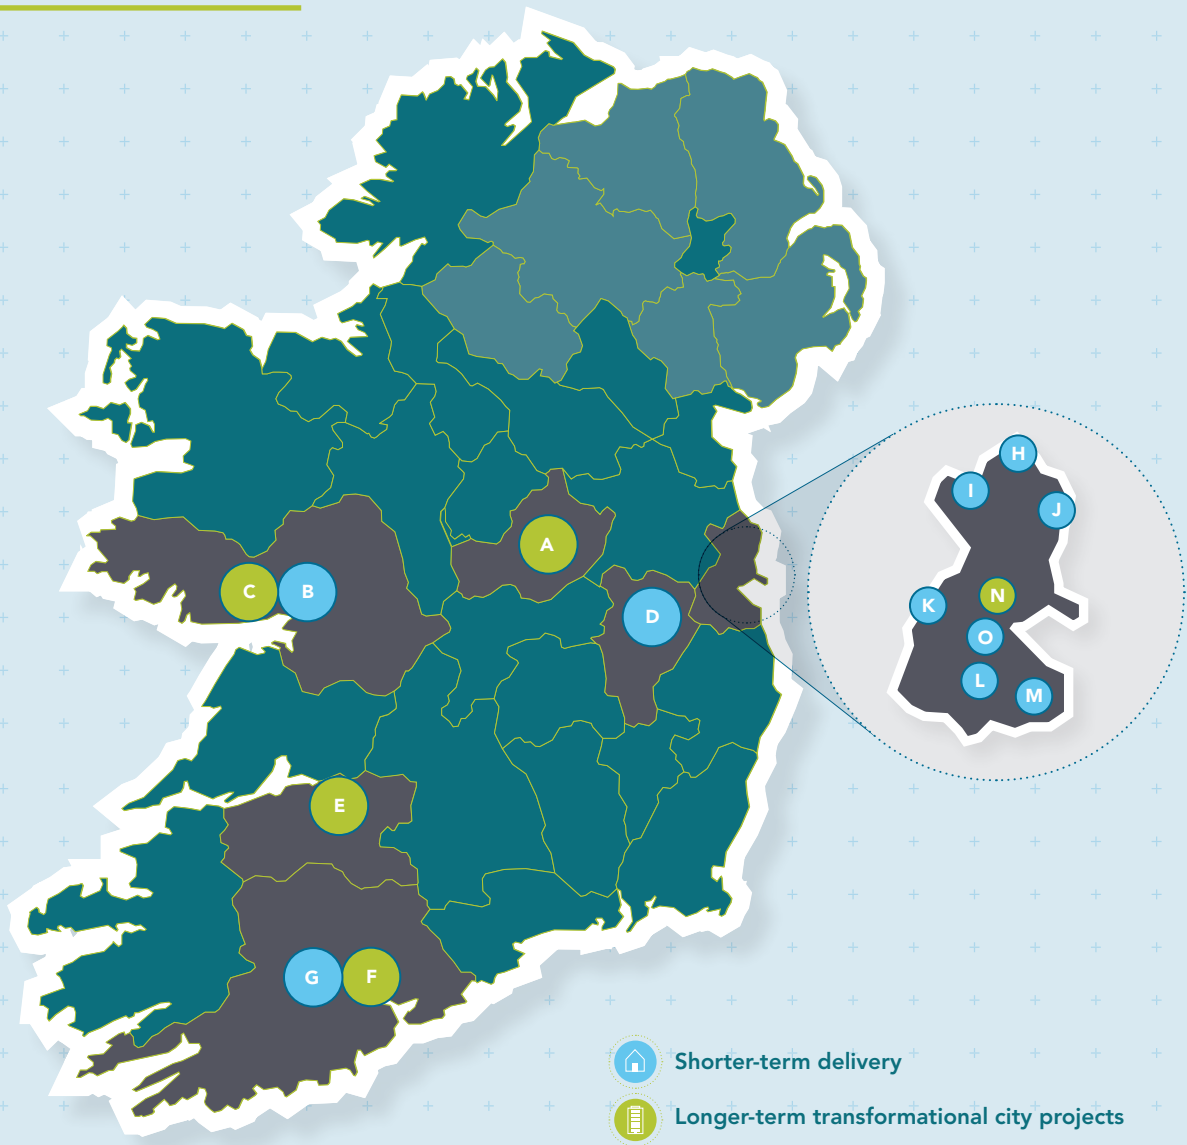 H
I
J
A
C
B
K
N
D
O
L
M
E
G
F
Shorter-term delivery
Longer-term transformational city projects